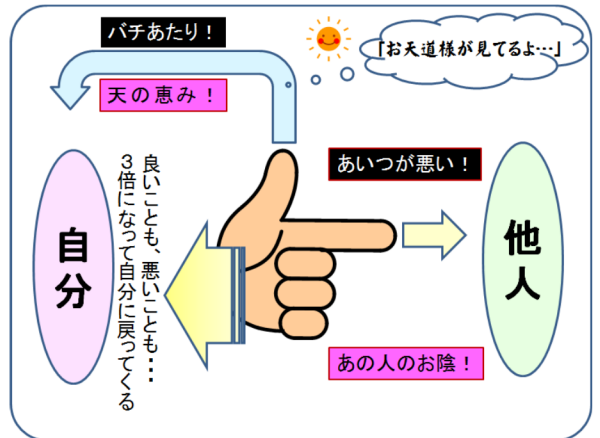 バチあたり！
「お天道様が見てるよ･･･」
天の恵み！
あいつが悪い！
自分
良いことも、悪いことも･･･
３倍になって自分に戻ってくる
他人
あの人のお陰！